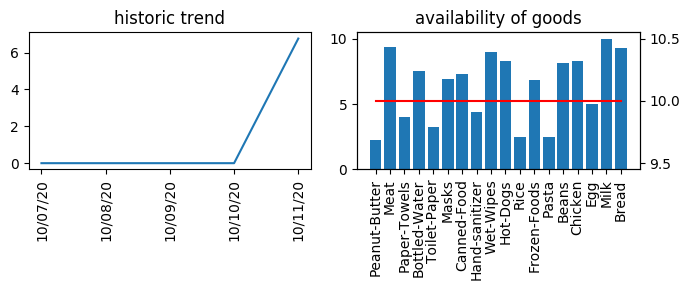 historic trend
6
4
2
0
10/07/20
10/08/20
10/09/20
10/10/20
10/11/20
availability of goods
10
5
0
10.5
10.0
9.5
Peanut-Butter
Meat
Paper-Towels
Bottled-Water
Toilet-Paper
Masks
Canned-Food
Hand-sanitizer
Wet-Wipes
Hot-Dogs
Rice
Frozen-Foods
Pasta
Beans
Chicken
Egg
Milk
Bread